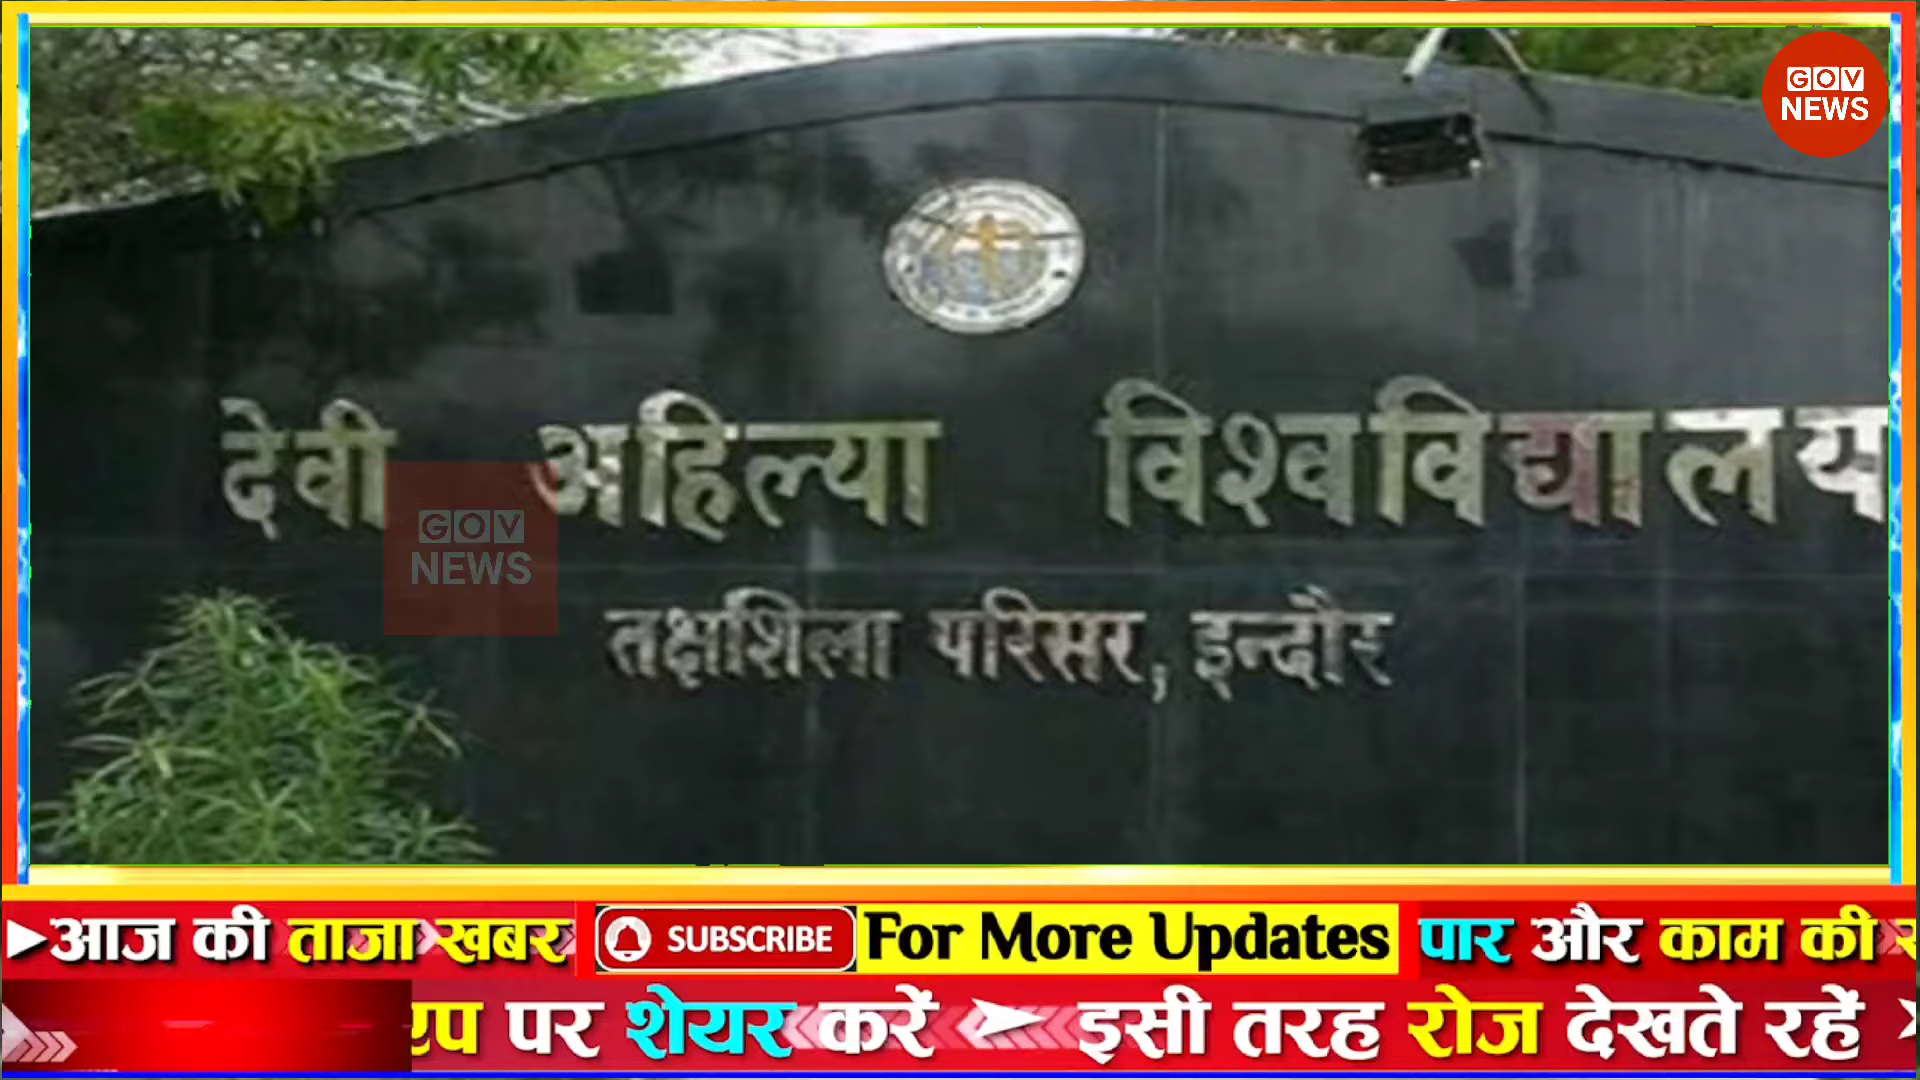 GOV
NEWS
देवी अहिल्या विश्वविद्यालय
GOV
NEWS
तक्षशिला परिसर, इन्दौर
आज की ताजा खबर
SUBSCRIBE
For More Updates
पार और काम की
पर शेयर करें
इसी तरह रोज देखते रहें